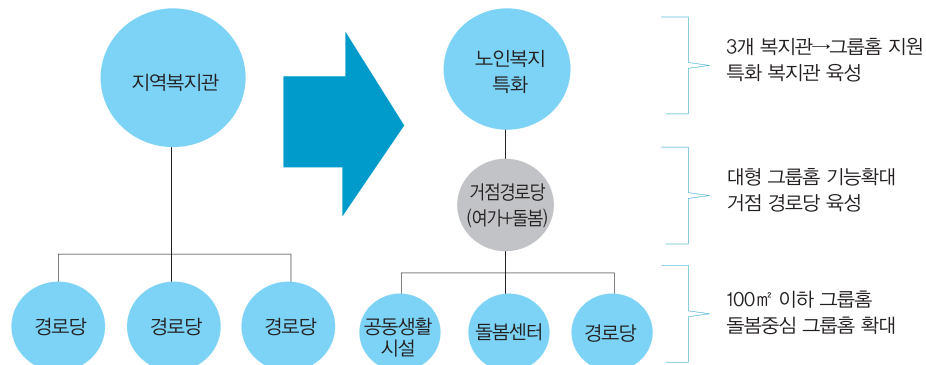 지역복지관
경로당
경로당
경로당
노인복지
특화
거점경로당
(여가+돌봄)
공동생활
시설
돌봄센터
경로당
3개 복지관→그룹홈 지원
특화 복지관 육성
대형 그룹홈 기능확대
거점 경로당 육성
100㎡ 이하 그룹홈
돌봄중심 그룹홈 확대